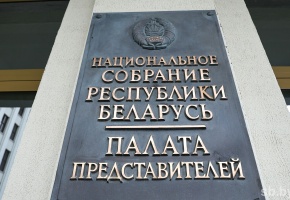 НАЦИОНАЛЬНОЕ
СОБРАНИЕ
РЕСПУБЛИКИ
БЕЛАРУСЬ
ПАЛАТА
ПРЕДСТАВИТЕЛЕЙ
sb.by